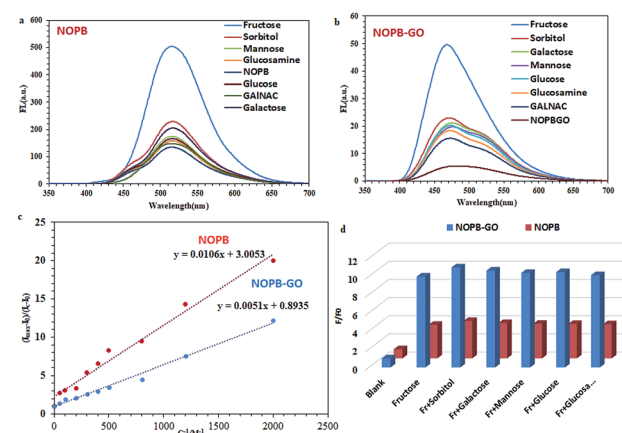 a
NOPB
600
500
400
300
200
100
0
FL(a.u.)
350 400 450 500 550 600 650 700
Wavelength(nm)
Fructose
Sorbitol
Mannose
Glucosamine
NOPB
Glucose
GALNAC
Galactose
b
NOPB-GO
60
50
40
30
20
10
0
FL(a.u.)
350 400 450 500 550 600 650 700
Wavelength(nm)
Fructose
Sorbitol
Galactose
Mannose
Glucose
Glucosamine
GALNAC
NOPBGO
c
25
20
15
10
5
0
NOPB
y = 0.0106x + 3.0053
NOPB-GO
y = 0.0051x + 0.8935
0 500 1000 1500 2000 2500
d
NOPB-GO NOPB
12
10
8
6
4
2
0
F/F0
Blank
Fructose
Fr+Sorbitol
Fr+Galactose
Fr+Mannose
Fr+Glucose
Fr+Glucosa...